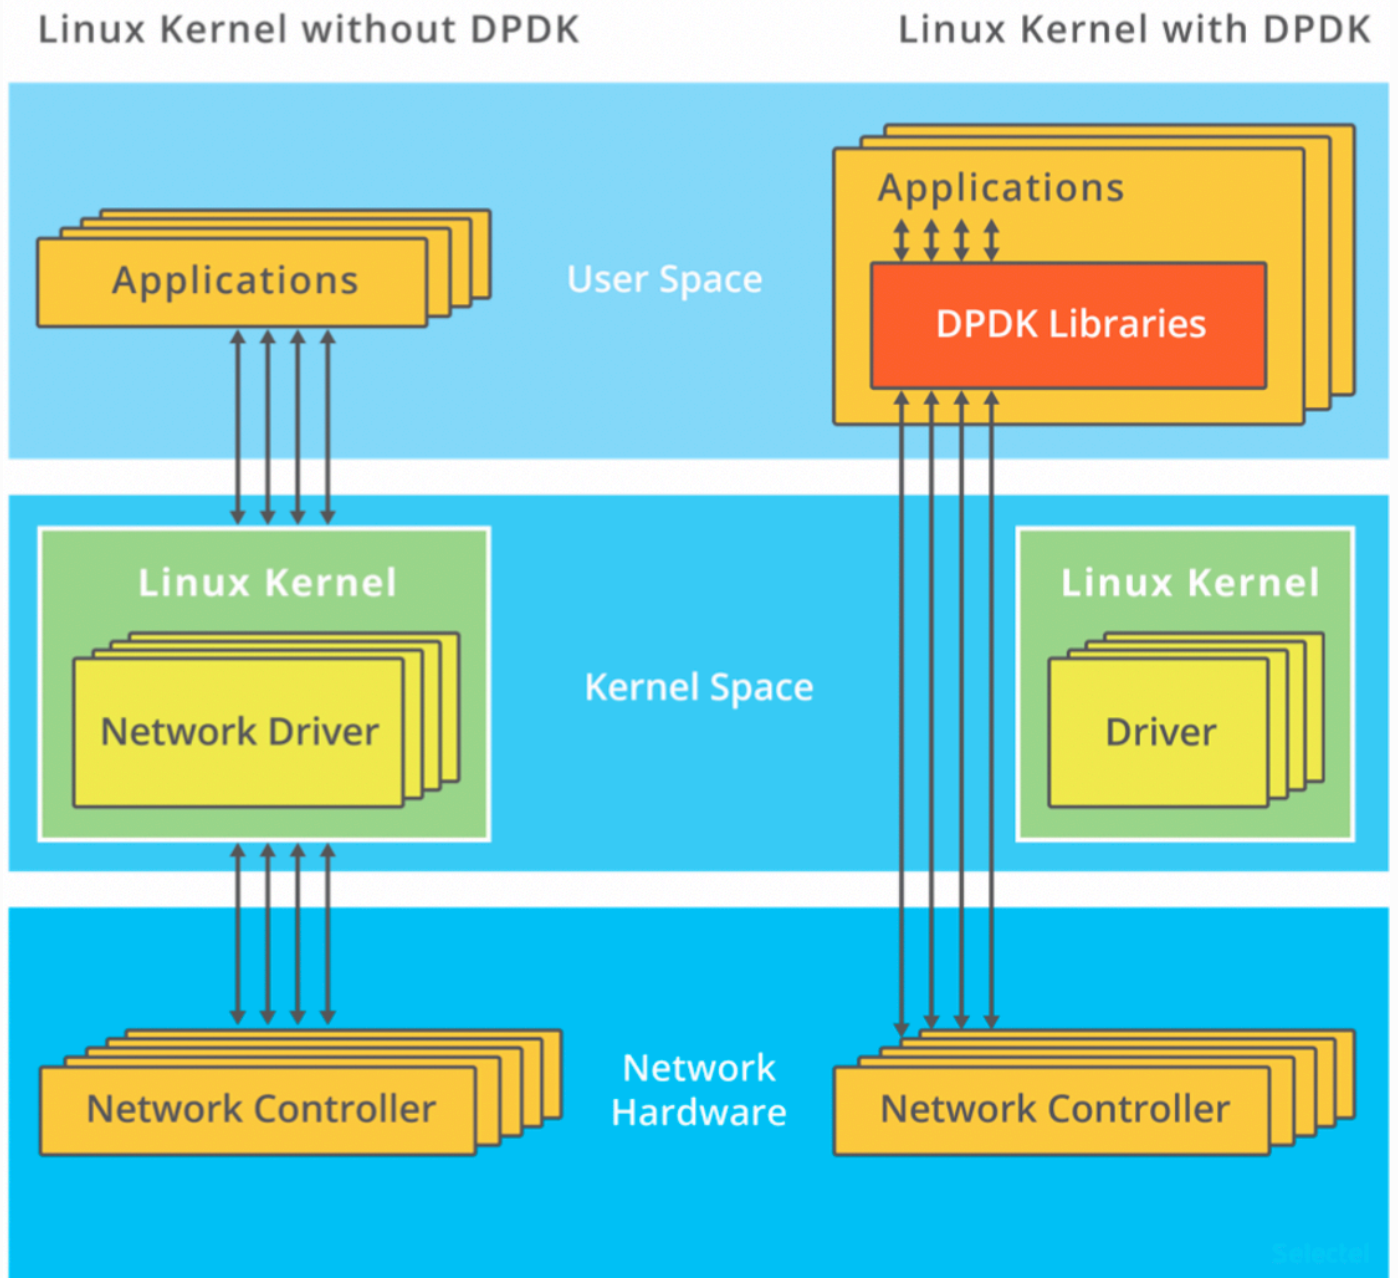 Linux Kernel without DPDK
Linux Kernel with DPDK
Applications
User Space
Applications
DPDK Libraries
Linux Kernel
Network Driver
Kernel Space
Linux Kernel
Driver
Network Controller
Network
Hardware
Network Controller
Selectel